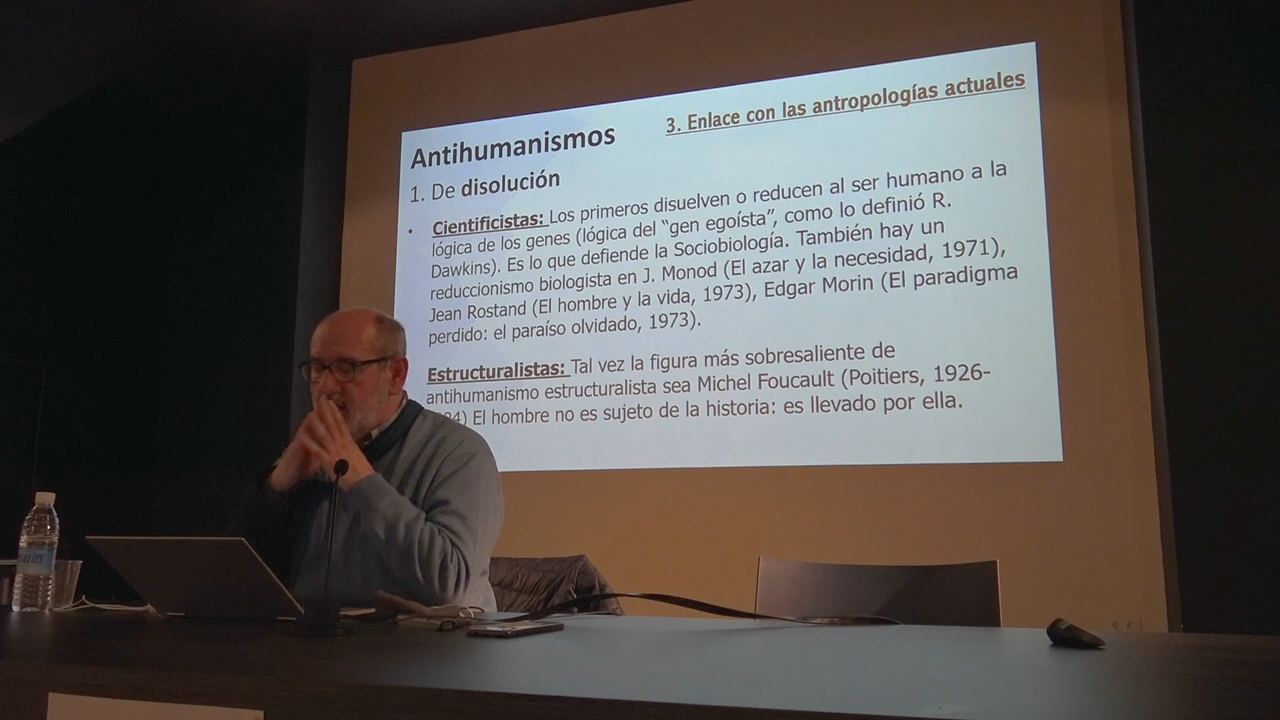 3. Enlace con las antropologías actuales
Antihumanismos
1. De disolución
• Cientificistas: Los primeros disuelven o reducen al ser humano a la
lógica de los genes (lógica del “gen egoísta”, como lo definió R.
Dawkins). Es lo que defiende la Sociobiología. También hay un
reduccionismo biologista en J. Monod (El azar y la necesidad, 1971),
Jean Rostand (El hombre y la vida, 1973), Edgar Morin (El paradigma
perdido: el paraíso olvidado, 1973).
Estructuralistas: Tal vez la figura más sobresaliente de
antihumanismo estructuralista sea Michel Foucault (Poitiers, 1926-
84) El hombre no es sujeto de la historia: es llevado por ella.